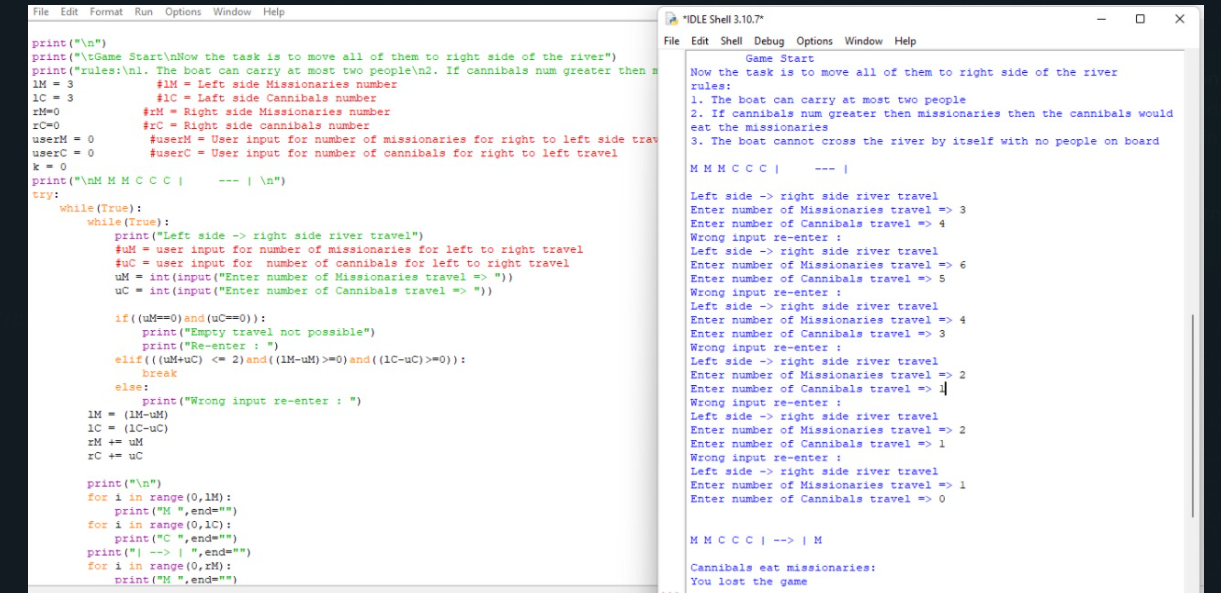 File Edit Format Run Options Window Help
print("\n")
print("\tGame Start\nNow the task is to move all of them to right side of the river")
print("rules:\n1. The boat can carry at most two people\n2. If cannibals num greater then m
lM = 3 #lM = Left side Missionaries number
lC = 3 #lC = Laft side Cannibals number
rM=0 #rM = Right side Missionaries number
rC=0 #rC = Right side cannibals number
userM = 0 #userM = User input for number of missionaries for right to left side trav
userC = 0 #userC = User input for number of cannibals for right to left travel
k = 0
print("\nM M M C C C | --- | \n")
try:
while(True):
while(True):
print("Left side -> right side river travel")
#uM = user input for number of missionaries for left to right travel
#uC = user input for number of cannibals for left to right travel
uM = int(input("Enter number of Missionaries travel => "))
uC = int(input("Enter number of Cannibals travel => "))
if((uM==0)and(uC==0)):
print("Empty travel not possible")
print("Re-enter : ")
elif(((uM+uC) <= 2)and((lM-uM)>=0)and((lC-uC)>=0)):
break
else:
print("Wrong input re-enter : ")
lM = (lM-uM)
lC = (lC-uC)
rM += uM
rC += uC
print("\n")
for i in range(0,lM):
print("M ",end="")
for i in range(0,lC):
print("C ",end="")
print("| --> | ",end="")
for i in range(0,rM):
print("M ",end="")
*IDLE Shell 3.10.7*
File Edit Shell Debug Options Window Help
Game Start
Now the task is to move all of them to right side of the river
rules:
1. The boat can carry at most two people
2. If cannibals num greater then missionaries then the cannibals would
eat the missionaries
3. The boat cannot cross the river by itself with no people on board
M M M C C C | --- |
Left side -> right side river travel
Enter number of Missionaries travel => 3
Enter number of Cannibals travel => 4
Wrong input re-enter :
Left side -> right side river travel
Enter number of Missionaries travel => 6
Enter number of Cannibals travel => 5
Wrong input re-enter :
Left side -> right side river travel
Enter number of Missionaries travel => 4
Enter number of Cannibals travel => 3
Wrong input re-enter :
Left side -> right side river travel
Enter number of Missionaries travel => 2
Enter number of Cannibals travel => 1
Wrong input re-enter :
Left side -> right side river travel
Enter number of Missionaries travel => 2
Enter number of Cannibals travel => 1
Wrong input re-enter :
Left side -> right side river travel
Enter number of Missionaries travel => 1
Enter number of Cannibals travel => 0
M M C C C | --> | M
Cannibals eat missionaries:
You lost the game